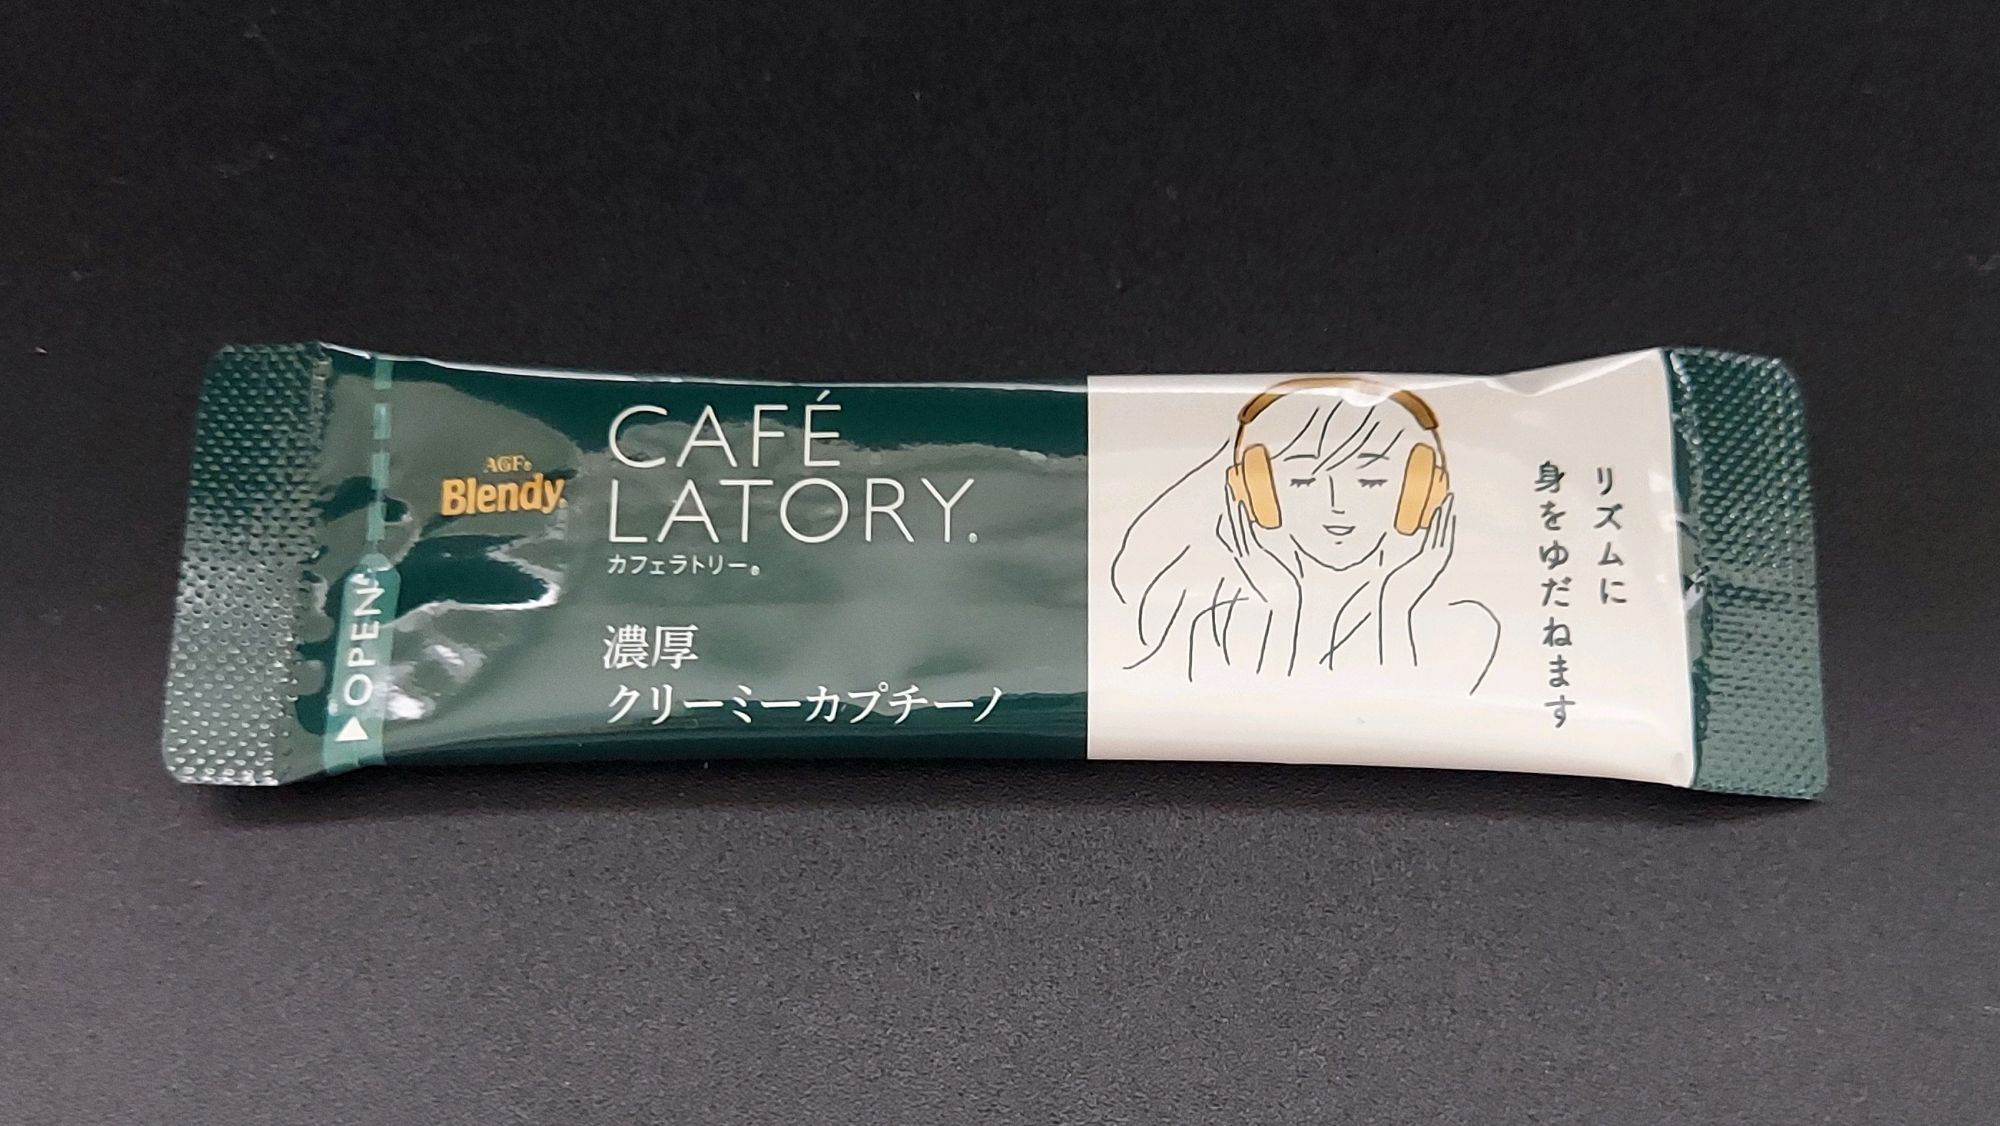 AGF®
Blendy®
CAFÉ
LATORY®
カフェラトリー®
濃厚
クリーミーカプチーノ
▶OPEN
リズムに
身をゆだねます